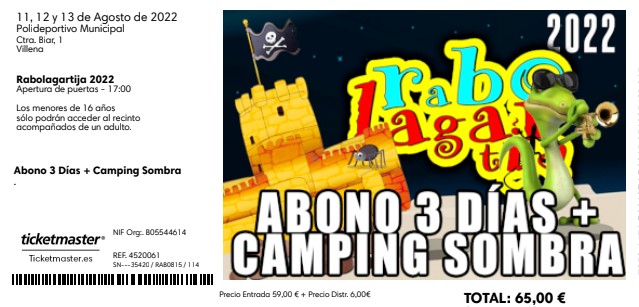 11, 12 y 13 de Agosto de 2022
Polideportivo Municipal
Ctra. Biar, 1
Villena
Rabolagartija 2022
Apertura de puertas - 17:00
Los menores de 16 años
sólo podrán acceder al recinto
acompañados de un adulto.
Abono 3 Días + Camping Sombra
.
ticketmaster®
Ticketmaster.es
NIF Org.. B05544614
REF. 4520061
SN---35420 / RAB0815 / 114
2022
rabo
lagar
ABONO 3 DÍAS +
CAMPING SOMBRA
Precio Entrada 59,00 € + Precio Distr. 6,00€
TOTAL: 65,00 €